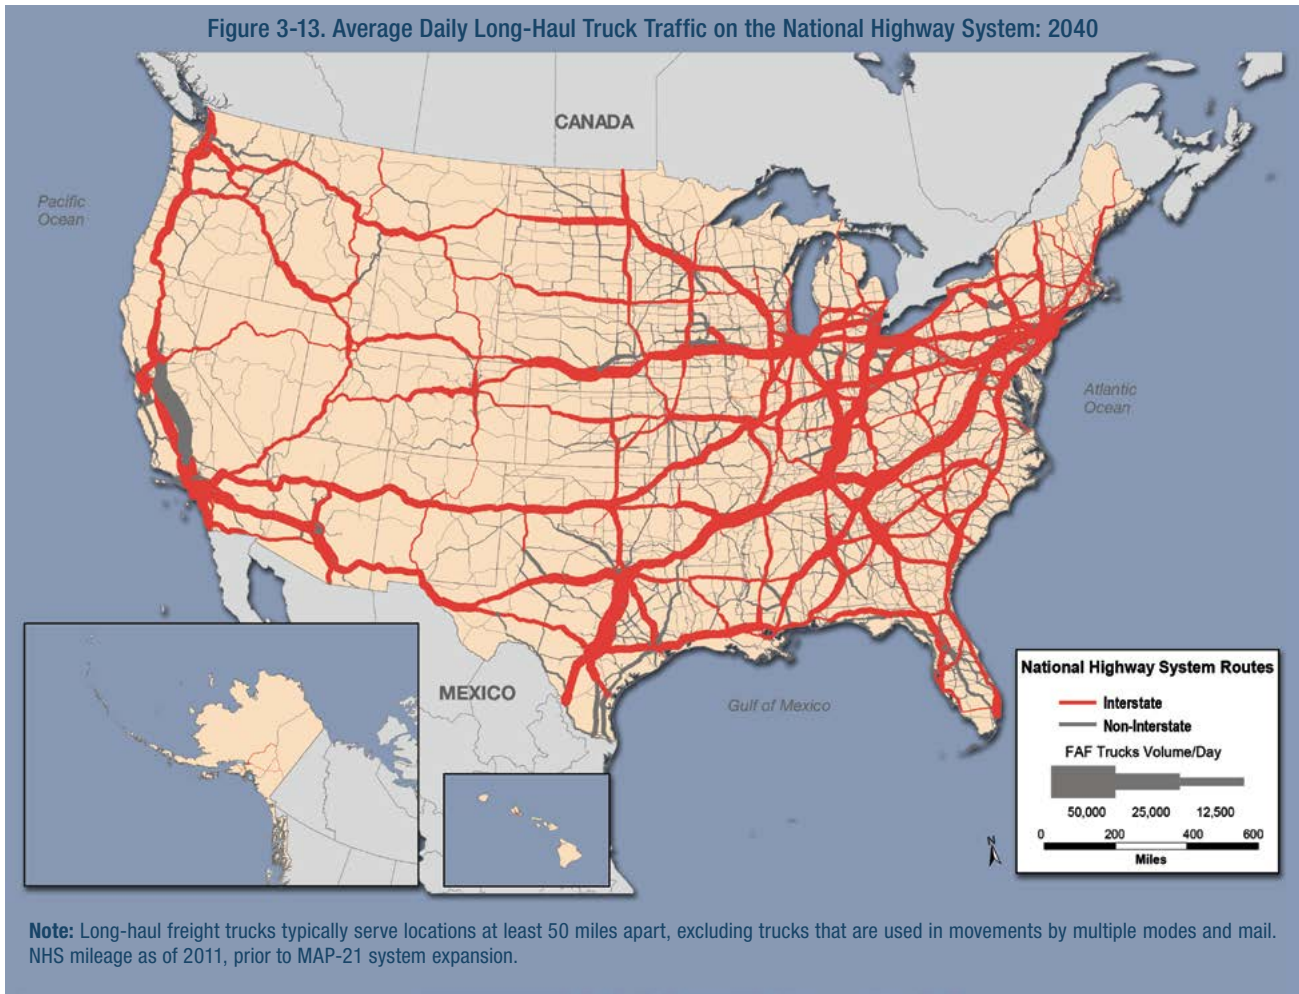 Figure 3-13. Average Daily Long-Haul Truck Traffic on the National Highway System: 2040
CANADA
Pacific
Ocean
Atlantic
Ocean
MEXICO
Gulf of Mexico
National Highway System Routes
Interstate
Non-Interstate
FAF Trucks Volume/Day
50,000 25,000 12,500
0 200 400 600
Miles
N
Note: Long-haul freight trucks typically serve locations at least 50 miles apart, excluding trucks that are used in movements by multiple modes and mail.
NHS mileage as of 2011, prior to MAP-21 system expansion.